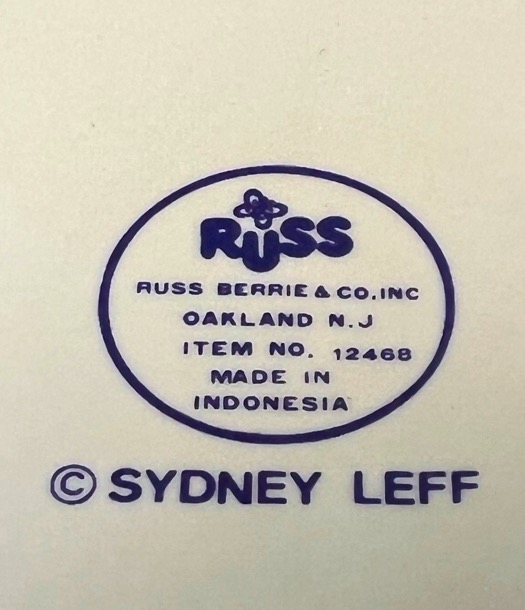 RUSS
RUSS BERRIE & CO. INC
OAKLAND N. J
ITEM NO. 12468
MADE IN
INDONESIA
© SYDNEY LEFF